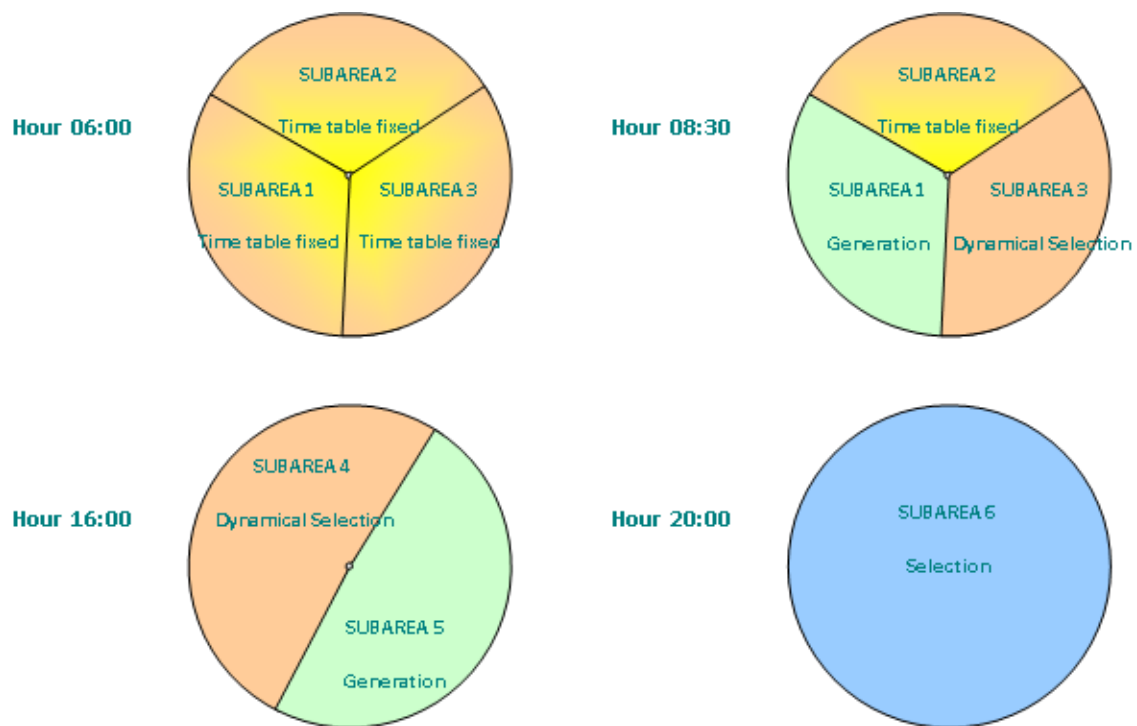 SUBAREA 2
Hour 06:00
Time table fixed
SUBAREA 1
SUBAREA 3
Time table fixed
Time table fixed
SUBAREA 2
Hour 08:30
Time table fixed
SUBAREA 1
SUBAREA 3
Generation
Dynamical Selection
SUBAREA 4
Hour 16:00
Dynamical Selection
SUBAREA 5
Generation
Hour 20:00
SUBAREA 6
Selection